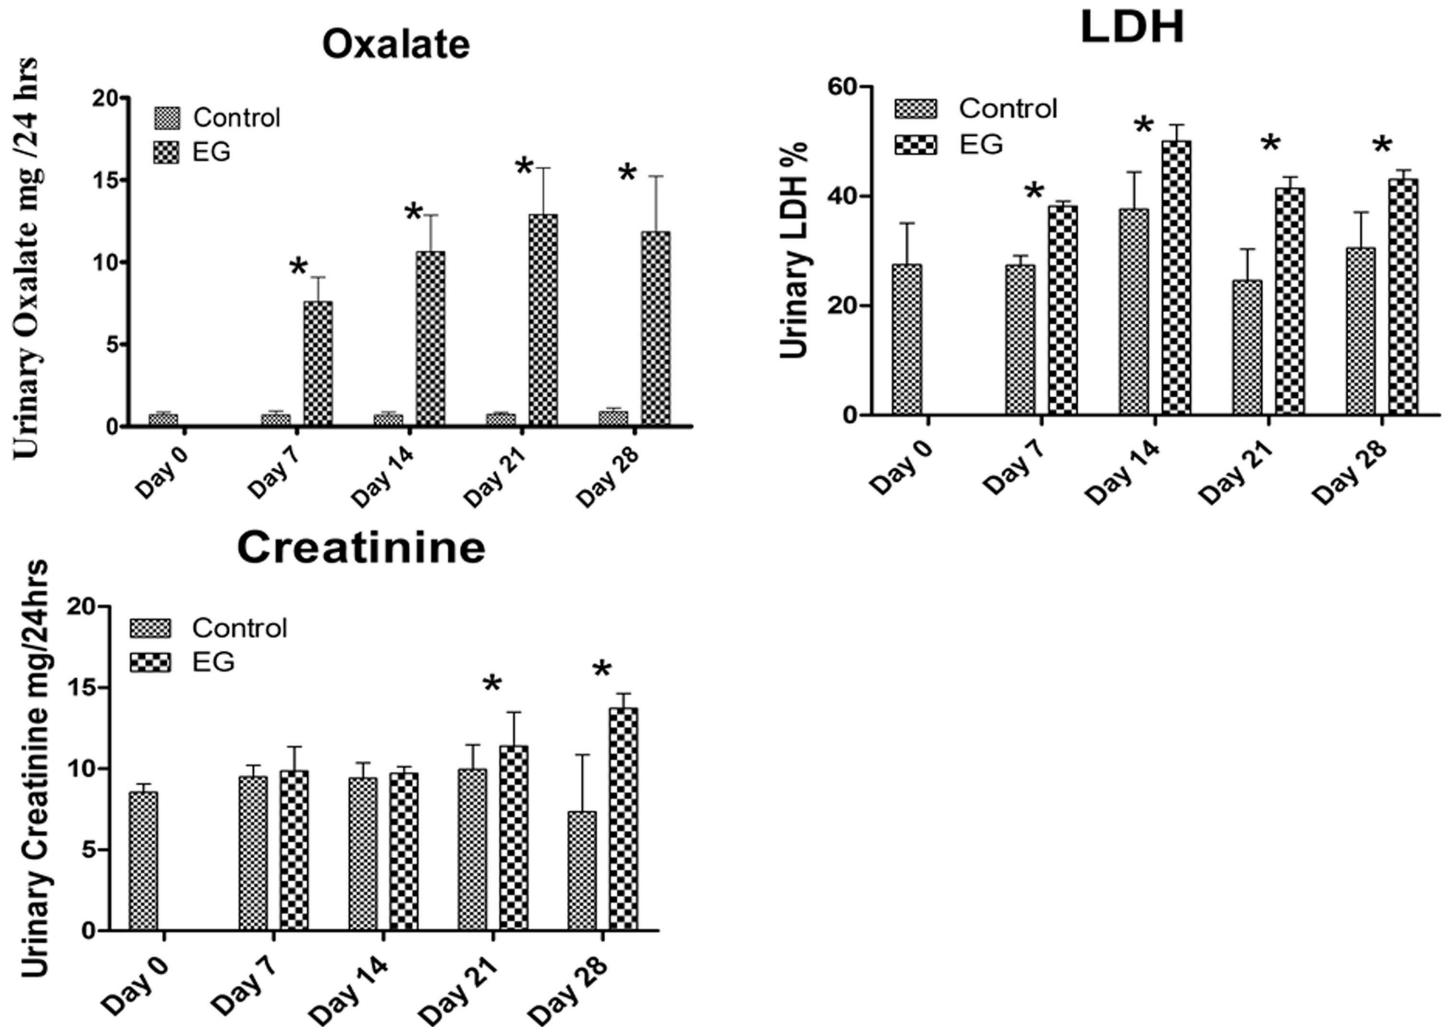 Oxalate
Urinary Oxalate mg /24 hrs
20
15
10
5
0
Control
EG
*
*
*
*
Day 0
Day 7
Day 14
Day 21
Day 28
LDH
Urinary LDH %
60
40
20
0
Control
EG
*
*
*
*
Day 0
Day 7
Day 14
Day 21
Day 28
Creatinine
Urinary Creatinine mg/24hrs
20
15
10
5
0
Control
EG
*
*
Day 0
Day 7
Day 14
Day 21
Day 28